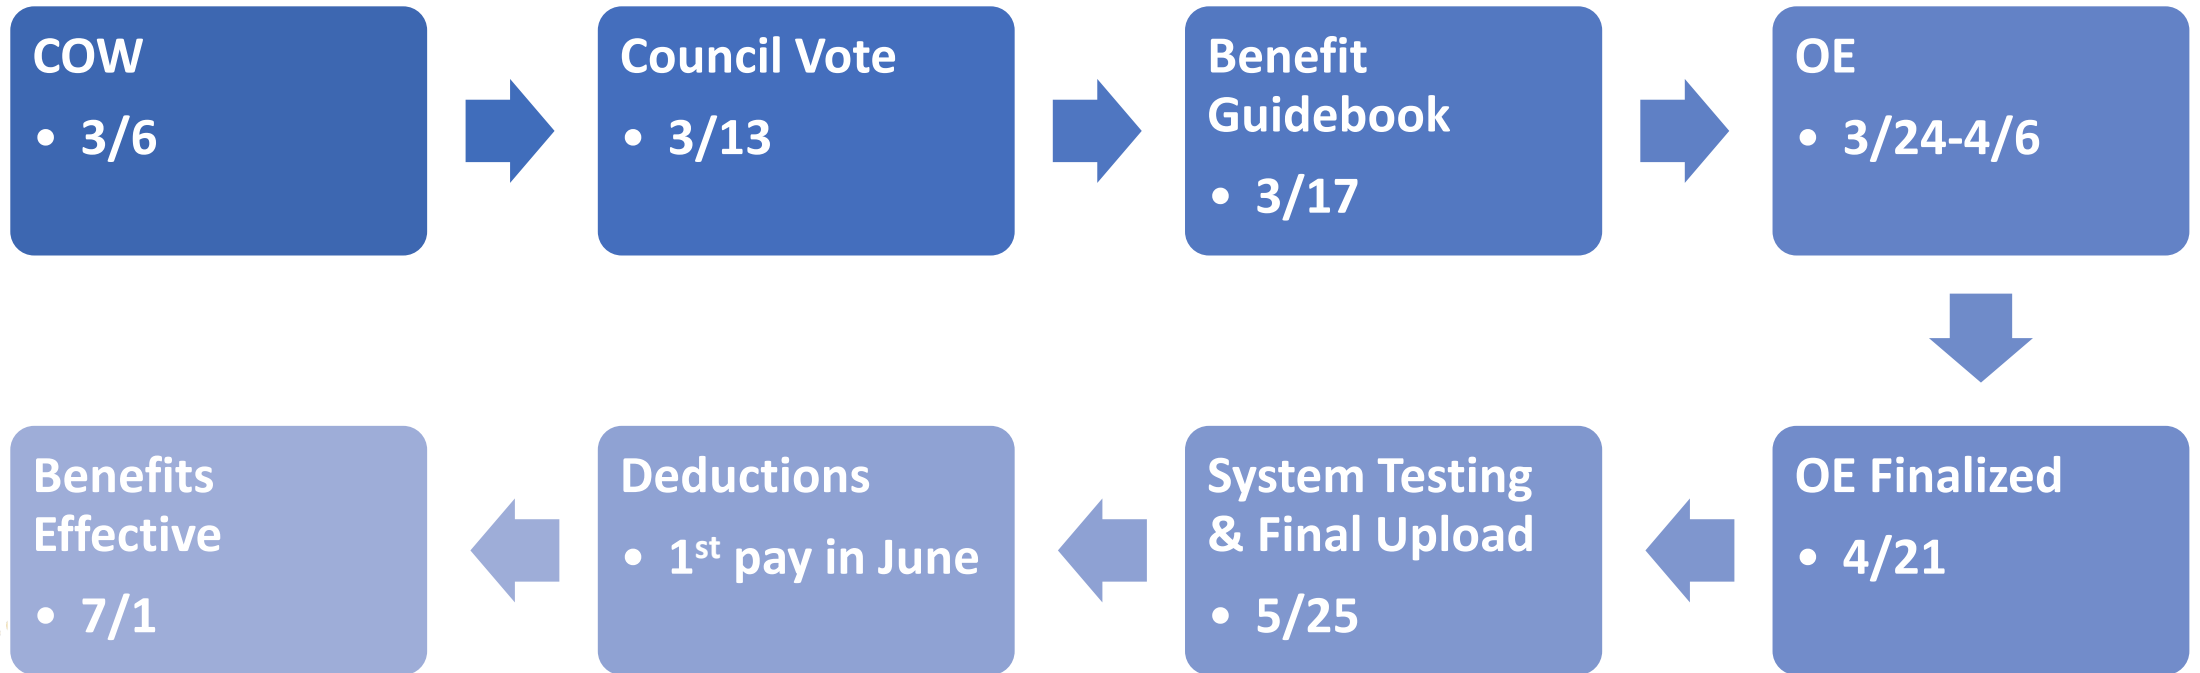 COW
• 3/6
Council Vote
• 3/13
Benefit
Guidebook
• 3/17
OE
• 3/24-4/6
OE Finalized
• 4/21
System Testing
& Final Upload
• 5/25
Deductions
• 1st pay in June
Benefits
Effective
• 7/1